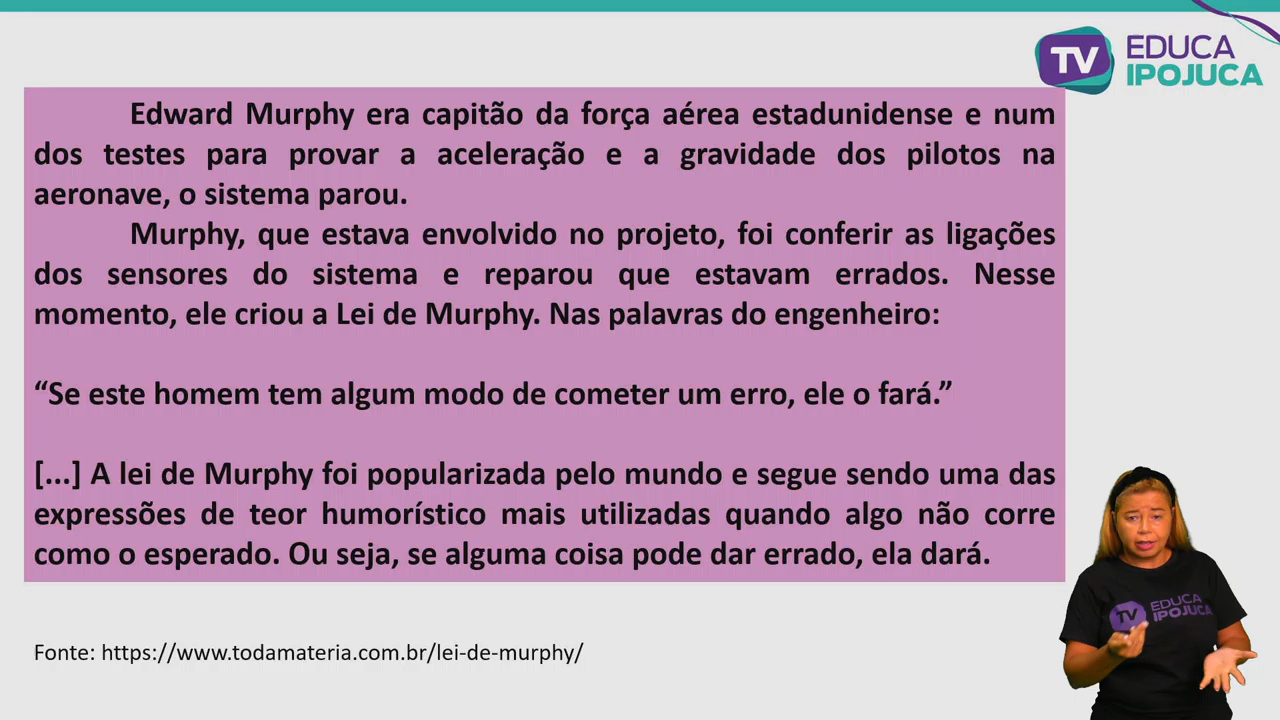 TV EDUCA
IPOJUCA
Edward Murphy era capitão da força aérea estadunidense e num
dos testes para provar a aceleração e a gravidade dos pilotos na
aeronave, o sistema parou.
Murphy, que estava envolvido no projeto, foi conferir as ligações
dos sensores do sistema e reparou que estavam errados. Nesse
momento, ele criou a Lei de Murphy. Nas palavras do engenheiro:
“Se este homem tem algum modo de cometer um erro, ele o fará.”
[...] A lei de Murphy foi popularizada pelo mundo e segue sendo uma das
expressões de teor humorístico mais utilizadas quando algo não corre
como o esperado. Ou seja, se alguma coisa pode dar errado, ela dará.
Fonte: https://www.todamateria.com.br/lei-de-murphy/
TV EDUCA
IPOJUCA